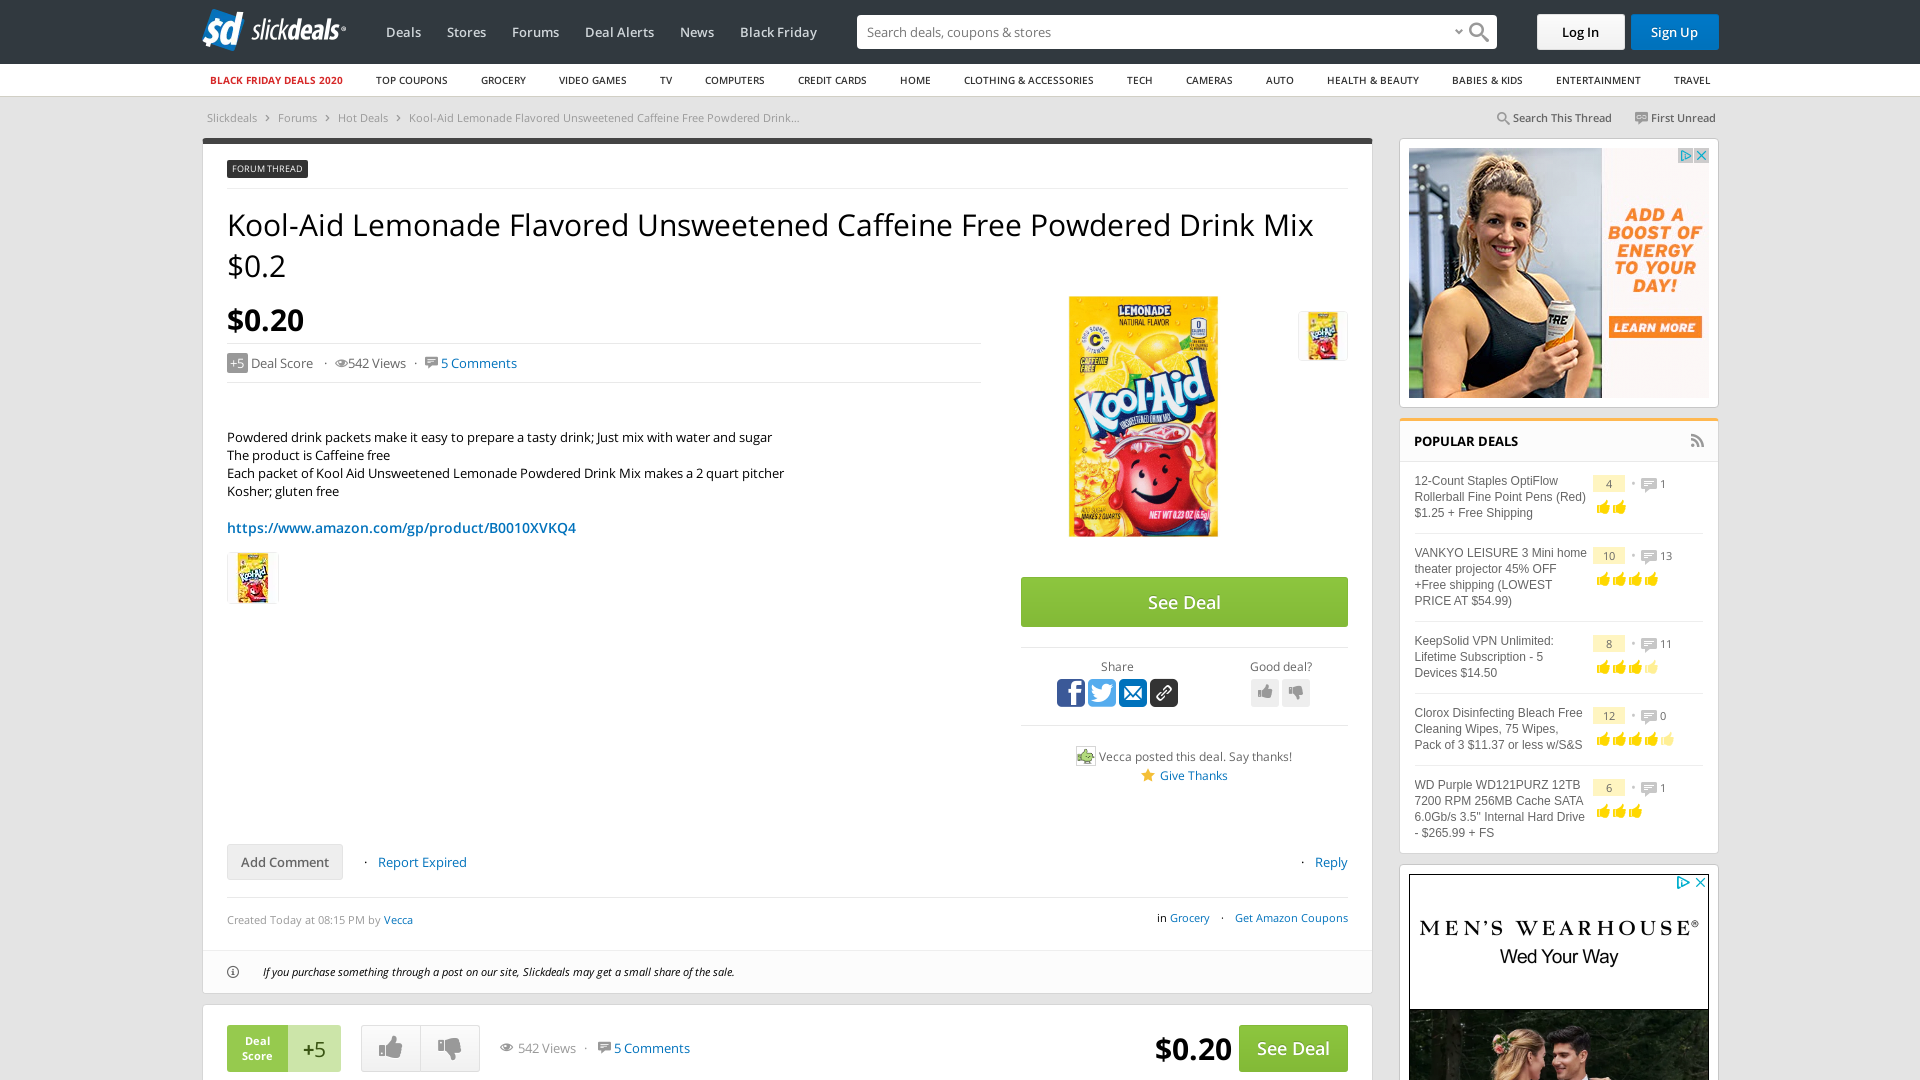 slickdeals
Deals
Stores
Forums
Deal Alerts
News
Black Friday
Search deals, coupons & stores
Log In
Sign Up
BLACK FRIDAY DEALS 2020
TOP COUPONS
GROCERY
VIDEO GAMES
TV
COMPUTERS
CREDIT CARDS
HOME
CLOTHING & ACCESSORIES
TECH
CAMERAS
AUTO
HEALTH & BEAUTY
BABIES & KIDS
ENTERTAINMENT
TRAVEL
Slickdeals › Forums › Hot Deals › Kool-Aid Lemonade Flavored Unsweetened Caffeine Free Powdered Drink...
Search This Thread
First Unread
FORUM THREAD
Kool-Aid Lemonade Flavored Unsweetened Caffeine Free Powdered Drink Mix
$0.2
$0.20
+5 Deal Score · 542 Views · 5 Comments
Powdered drink packets make it easy to prepare a tasty drink; Just mix with water and sugar
The product is Caffeine free
Each packet of Kool Aid Unsweetened Lemonade Powdered Drink Mix makes a 2 quart pitcher
Kosher; gluten free
https://www.amazon.com/gp/product/B0010XVKQ4
LEMONADE
NATURAL FLAVOR
C
CAFFEINE
FREE
Kool-Aid
UNSWEETENED DRINK MIX
MAKES 2 QUARTS
NET WT 0.23 OZ (6.5g)
See Deal
Share
Good deal?
Vecca posted this deal. Say thanks!
Give Thanks
Add Comment
· Report Expired
· Reply
Created Today at 08:15 PM by Vecca
in Grocery · Get Amazon Coupons
If you purchase something through a post on our site, Slickdeals may get a small share of the sale.
Deal
Score
+5
542 Views · 5 Comments
$0.20
See Deal
ADD A
BOOST OF
ENERGY
TO YOUR
DAY!
LEARN MORE
TRE
POPULAR DEALS
12-Count Staples OptiFlow
Rollerball Fine Point Pens (Red)
$1.25 + Free Shipping
4 • 1
VANKYO LEISURE 3 Mini home
theater projector 45% OFF
+Free shipping (LOWEST
PRICE AT $54.99)
10 • 13
KeepSolid VPN Unlimited:
Lifetime Subscription - 5
Devices $14.50
8 • 11
Clorox Disinfecting Bleach Free
Cleaning Wipes, 75 Wipes,
Pack of 3 $11.37 or less w/S&S
12 • 0
WD Purple WD121PURZ 12TB
7200 RPM 256MB Cache SATA
6.0Gb/s 3.5" Internal Hard Drive
- $265.99 + FS
6 • 1
MEN'S WEARHOUSE®
Wed Your Way